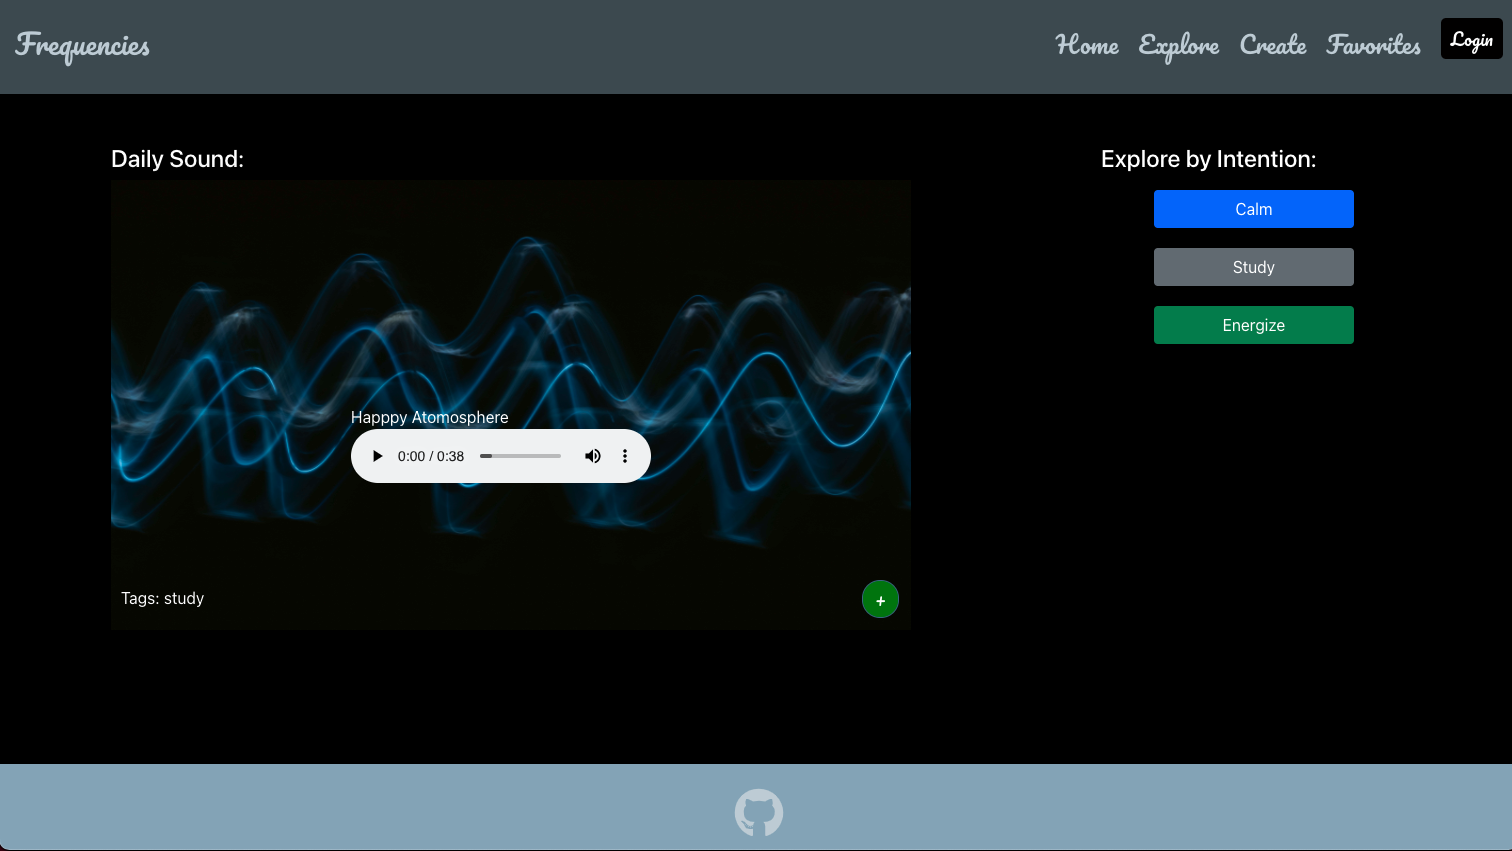 Frequencies
Home Explore Create Favorites Login
Daily Sound:
Happpy Atomosphere
0:00 / 0:38
Tags: study
+
Explore by Intention:
Calm
Study
Energize